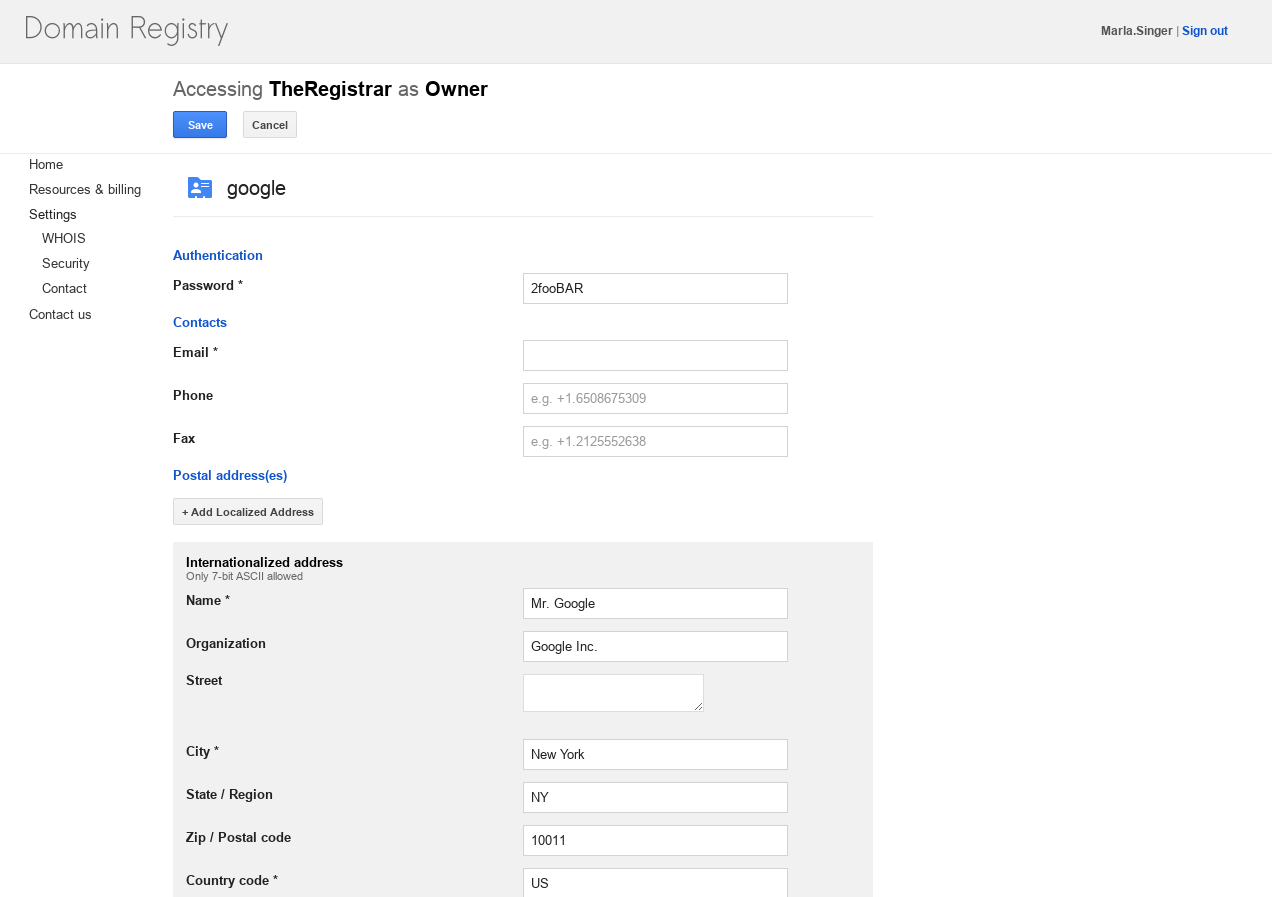 Domain Registry
Marla.Singer | Sign out
Accessing TheRegistrar as Owner
Save
Cancel
Home
Resources & billing
Settings
WHOIS
Security
Contact
Contact us
google
Authentication
Password *
2fooBAR
Contacts
Email *
Phone
e.g. +1.6508675309
Fax
e.g. +1.2125552638
Postal address(es)
+ Add Localized Address
Internationalized address
Only 7-bit ASCII allowed
Name *
Mr. Google
Organization
Google Inc.
Street
City *
New York
State / Region
NY
Zip / Postal code
10011
Country code *
US